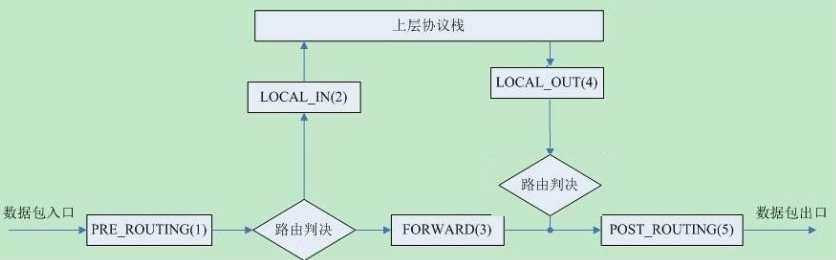 上层协议栈
LOCAL_IN(2)
LOCAL_OUT(4)
路由判决
数据包入口
PRE_ROUTING(1)
路由判决
FORWARD(3)
POST_ROUTING(5)
数据包出口